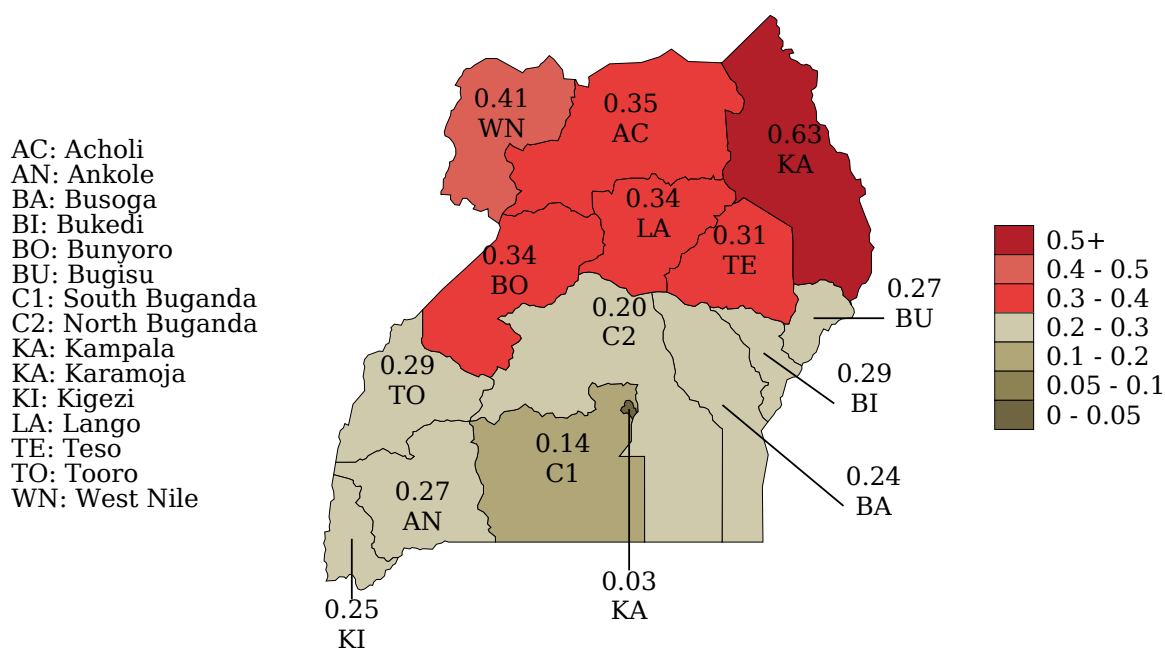 0.41
WN
0.35
AC
0.63
KA
AC: Acholi
AN: Ankole
BA: Busoga
BI: Bukedi
BO: Bunyoro
BU: Bugisu
C1: South Buganda
C2: North Buganda
KA: Kampala
KA: Karamoja
KI: Kigezi
LA: Lango
TE: Teso
TO: Tooro
WN: West Nile
0.34
LA
0.31
TE
0.34
BO
0.20
C2
0.27
BU
0.29
TO
0.29
BI
0.14
C1
0.24
BA
0.27
AN
0.03
KA
0.25
KI
0.5+
0.4 - 0.5
0.3 - 0.4
0.2 - 0.3
0.1 - 0.2
0.05 - 0.1
0 - 0.05